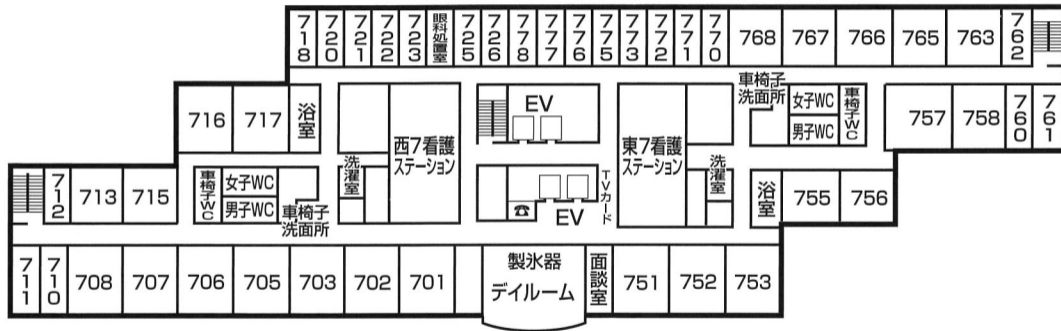 718
720
721
722
723
眼科処置室
725
726
778
777
776
775
773
772
771
770
768
767
766
765
763
762
716
717
浴室
西7看護
ステーション
EV
東7看護
ステーション
車椅子
洗面所
女子WC
男子WC
車椅子WC
757
758
760
761
712
713
715
車椅子WC
女子WC
男子WC
車椅子
洗面所
洗濯室
☎
EV
TVカード
洗濯室
浴室
755
756
711
710
708
707
706
705
703
702
701
製氷器
デイルーム
面談室
751
752
753